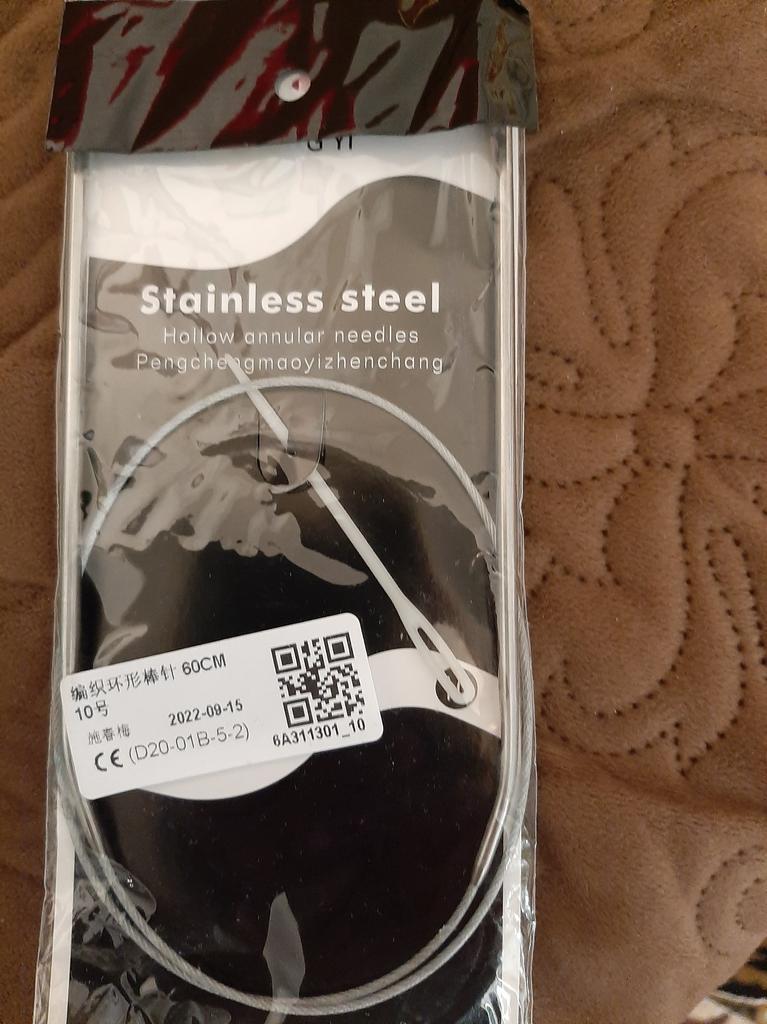 Stainless steel
Hollow annular needles
Pengchengmaoyizhenchang
编织环形棒针 60CM
10号
2022-09-15
施春梅
CE (D20-01B-5-2)
6A311301_10